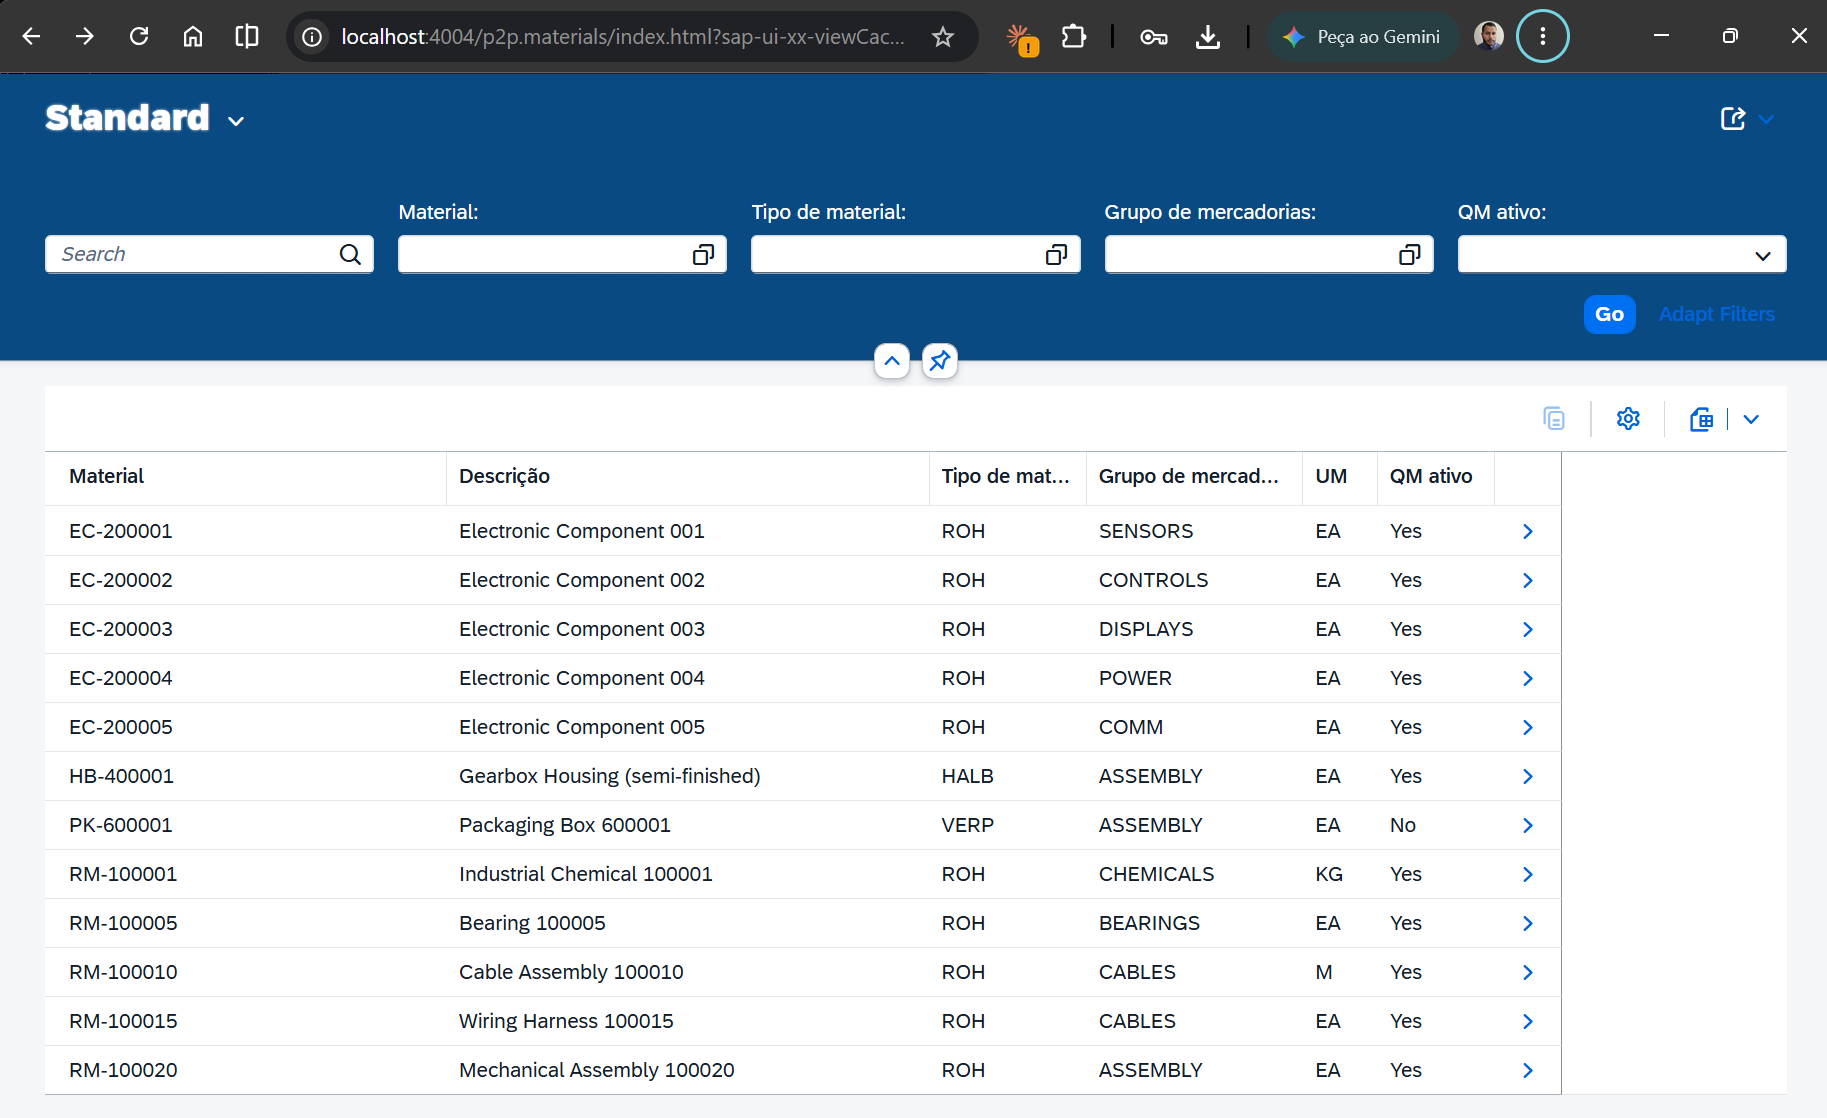 localhost:4004/p2p.materials/index.html?sap-ui-xx-viewCac...
Peça ao Gemini
Standard
Material:
Tipo de material:
Grupo de mercadorias:
QM ativo:
Search
Go
Adapt Filters
Material Descrição Tipo de mat... Grupo de mercad... UM QM ativo
EC-200001 Electronic Component 001 ROH SENSORS EA Yes
EC-200002 Electronic Component 002 ROH CONTROLS EA Yes
EC-200003 Electronic Component 003 ROH DISPLAYS EA Yes
EC-200004 Electronic Component 004 ROH POWER EA Yes
EC-200005 Electronic Component 005 ROH COMM EA Yes
HB-400001 Gearbox Housing (semi-finished) HALB ASSEMBLY EA Yes
PK-600001 Packaging Box 600001 VERP ASSEMBLY EA No
RM-100001 Industrial Chemical 100001 ROH CHEMICALS KG Yes
RM-100005 Bearing 100005 ROH BEARINGS EA Yes
RM-100010 Cable Assembly 100010 ROH CABLES M Yes
RM-100015 Wiring Harness 100015 ROH CABLES EA Yes
RM-100020 Mechanical Assembly 100020 ROH ASSEMBLY EA Yes